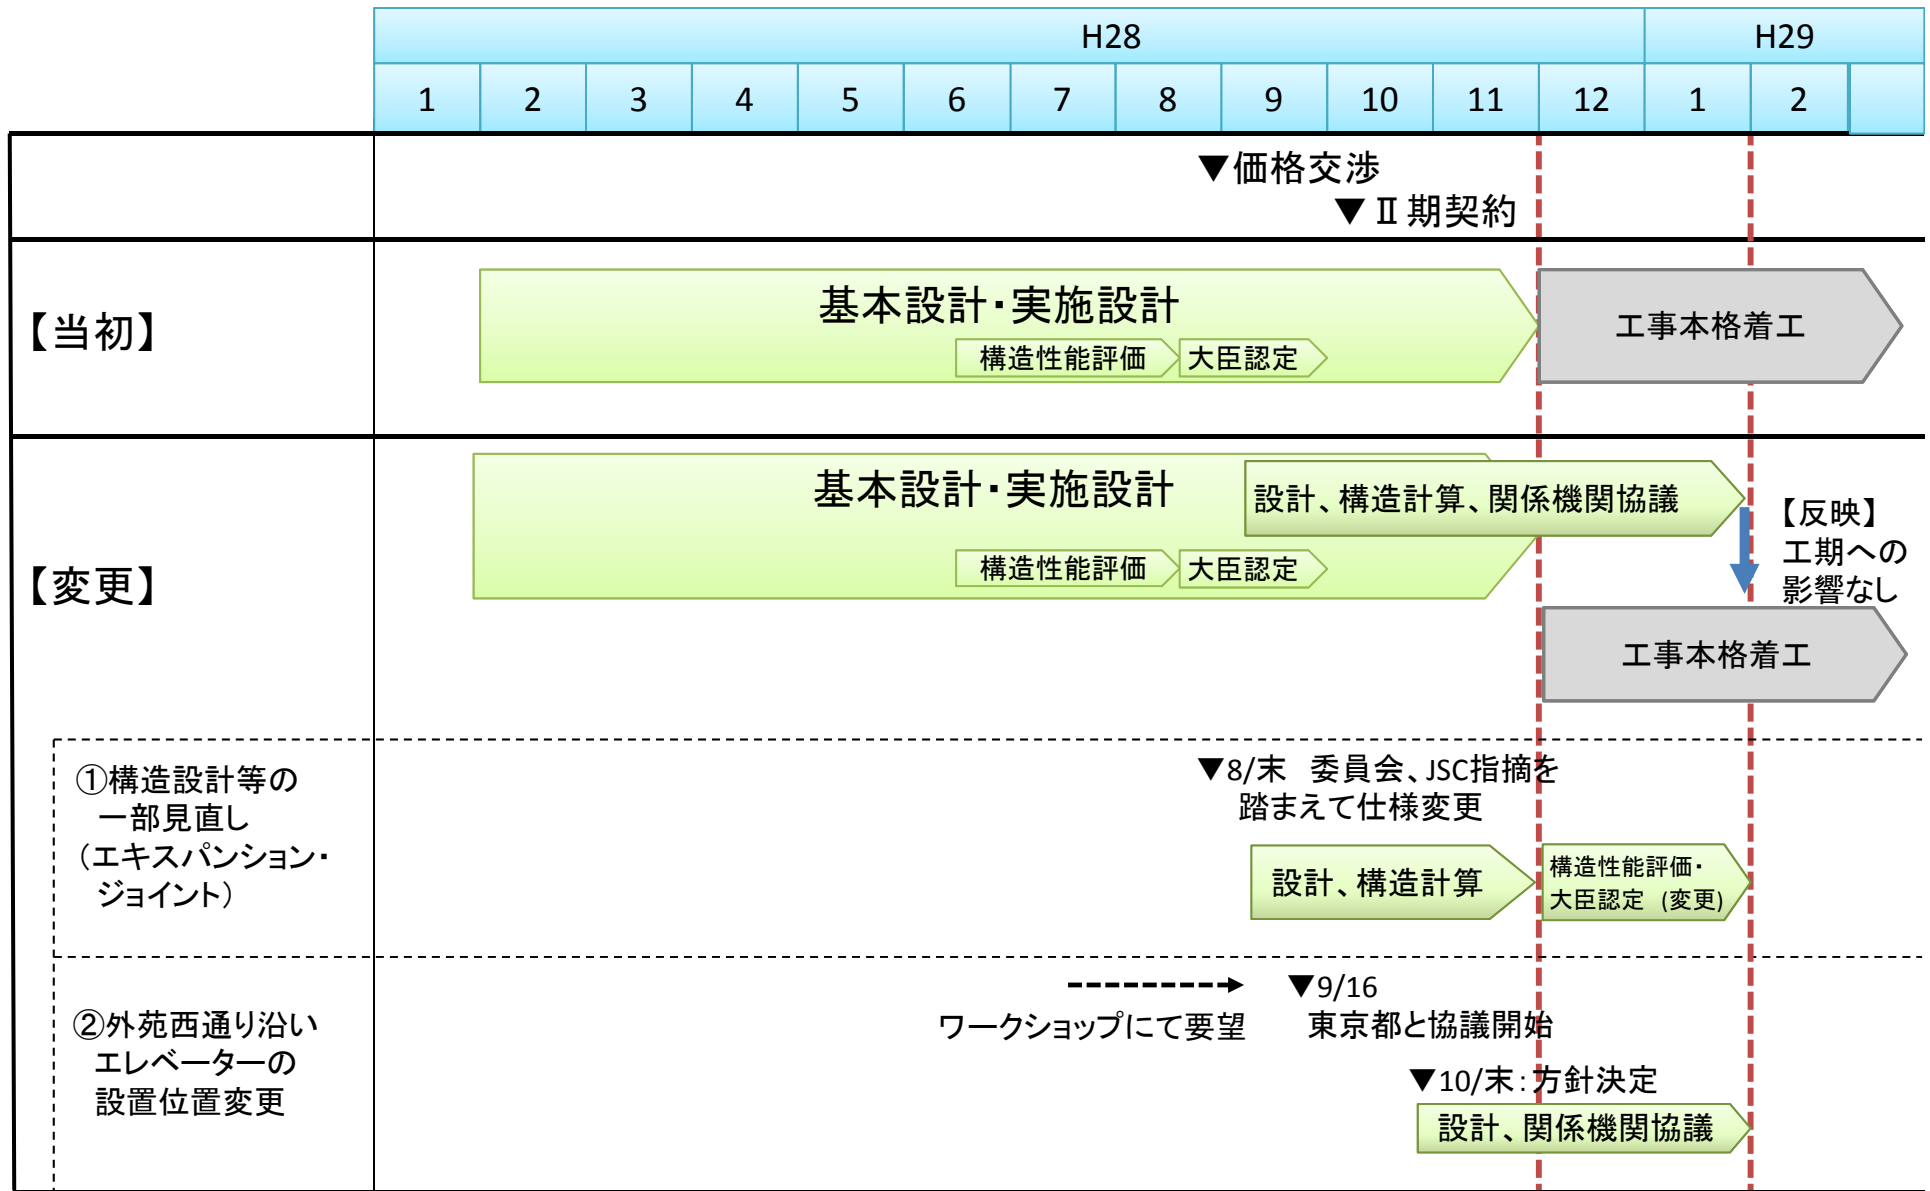 H28
H29
1 2 3 4 5 6 7 8 9 10 11 12 1 2
▼価格交渉
▼Ⅱ期契約
【当初】
基本設計・実施設計
構造性能評価
大臣認定
工事本格着工
【変更】
基本設計・実施設計
設計、構造計算、関係機関協議
構造性能評価
大臣認定
【反映】
工期への
影響なし
工事本格着工
①構造設計等の
一部見直し
(エキスパンション・
ジョイント)
▼8/末 委員会、JSC指摘を
踏まえて仕様変更
設計、構造計算
構造性能評価・
大臣認定 (変更)
②外苑西通り沿い
エレベーターの
設置位置変更
ワークショップにて要望
▼9/16
東京都と協議開始
▼10/末:方針決定
設計、関係機関協議